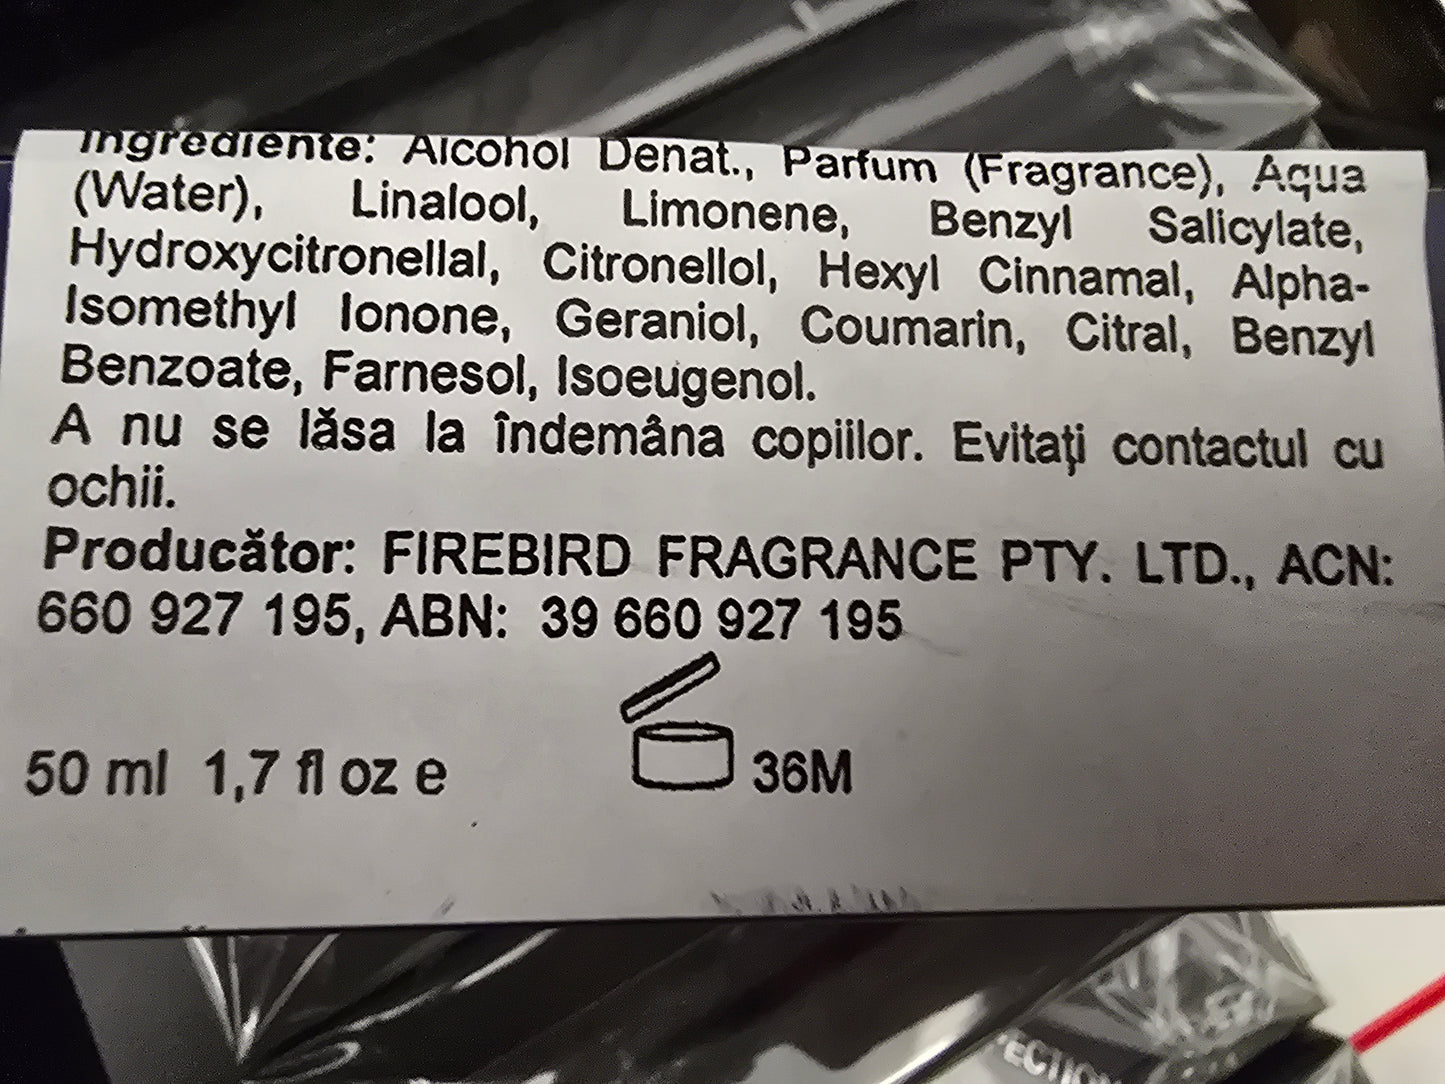 Ingrediente: Alcohol Denat., Parfum (Fragrance), Aqua
(Water), Linalool, Limonene, Benzyl Salicylate,
Hydroxycitronellal, Citronellol, Hexyl Cinnamal, Alpha-
Isomethyl Ionone, Geraniol, Coumarin, Citral, Benzyl
Benzoate, Farnesol, Isoeugenol.
A nu se lăsa la îndemâna copiilor. Evitați contactul cu
ochii.
Producător: FIREBIRD FRAGRANCE PTY. LTD., ACN:
660 927 195, ABN: 39 660 927 195
50 ml 1,7 fl oz e
36M